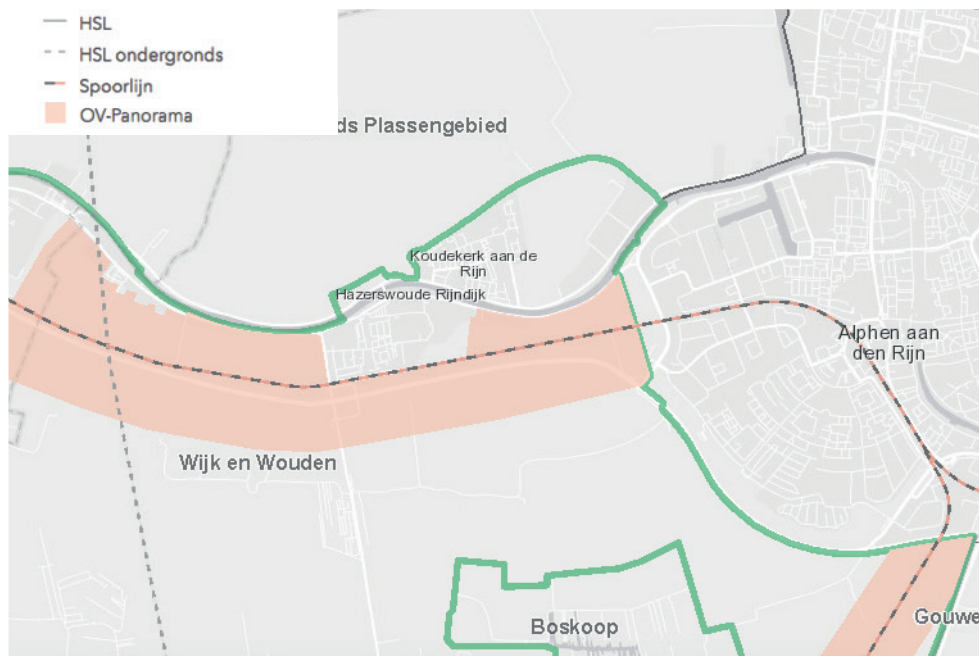 HSL
HSL ondergronds
Spoorlijn
OV-Panorama
ds Plassengebied
Koudekerk aan de
Rijn
Hazerswoude Rijndijk
Alphen aan
den Rijn
Wijk en Wouden
Boskoop
Gouwe